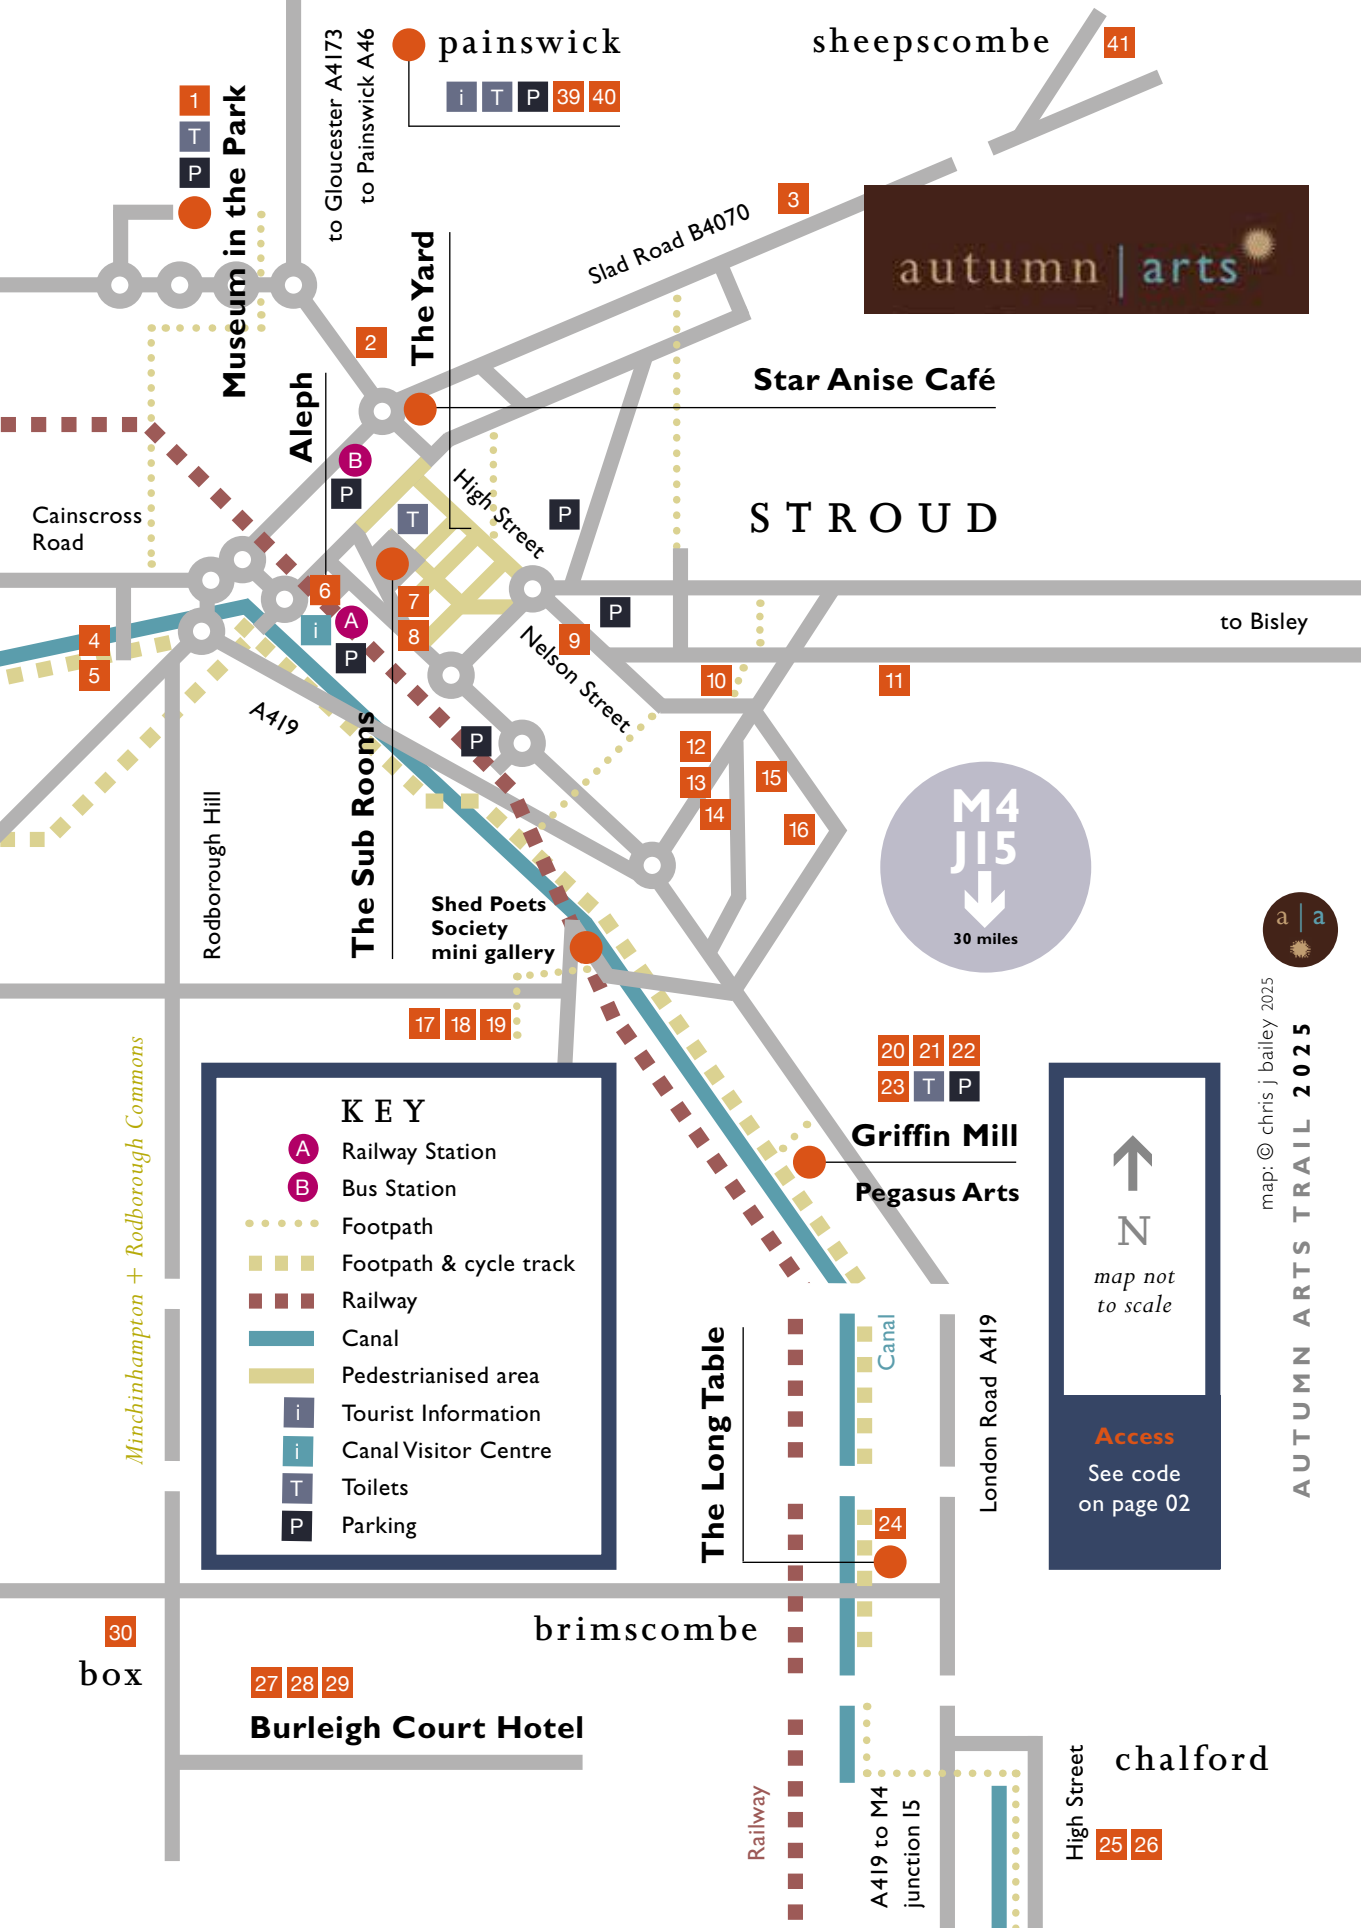 to Gloucester A4173
to Painswick A46
painswick
i T P 39 40
sheepscombe
41
1
T
P
Museum in the Park
3
Slad Road B4070
autumn | arts
The Yard
2
Aleph
Star Anise Café
B
P
High Street
T
P
STROUD
Cainscross
Road
6
7
8
i
A
P
P
9
Nelson Street
to Bisley
4
5
10
11
A419
P
12
13
14
15
16
The Sub Rooms
Rodborough Hill
M4
J15
30 miles
Shed Poets
Society
mini gallery
a | a
17 18 19
20 21 22
23 T P
Griffin Mill
Pegasus Arts
Minchinhampton + Rodborough Commons
KEY
A Railway Station
B Bus Station
Footpath
Footpath & cycle track
Railway
Canal
Pedestrianised area
i Tourist Information
i Canal Visitor Centre
T Toilets
P Parking
N
map not
to scale
Access
See code
on page 02
map: © chris j bailey 2025
AUTUMN ARTS TRAIL 2025
The Long Table
Canal
London Road A419
24
brimscombe
30
box
27 28 29
Burleigh Court Hotel
Railway
A419 to M4
junction 15
High Street
chalford
25 26